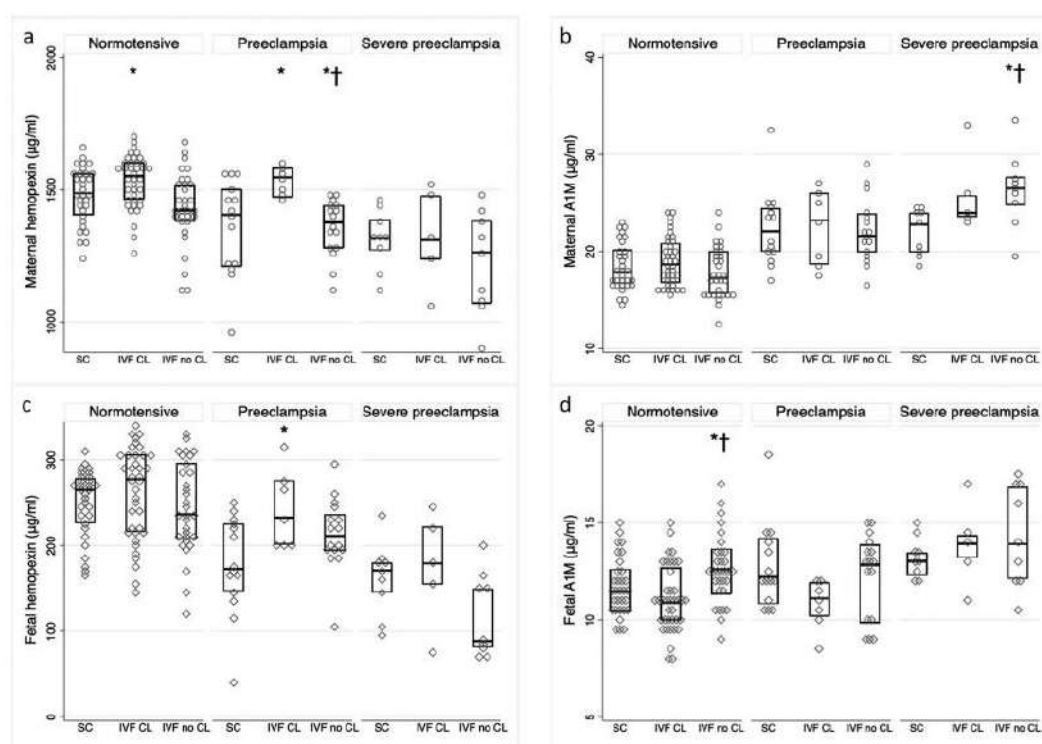 a
Normotensive Preeclampsia Severe preeclampsia
Maternal hemopexin (µg/ml)
2000
1500
1000
* * *†
SC IVF CL IVF no CL SC IVF CL IVF no CL SC IVF CL IVF no CL
b
Normotensive Preeclampsia Severe preeclampsia
Maternal A1M (µg/ml)
40
30
20
10
*†
SC IVF CL IVF no CL SC IVF CL IVF no CL SC IVF CL IVF no CL
c
Normotensive Preeclampsia Severe preeclampsia
Fetal hemopexin (µg/ml)
300
200
100
0
*
SC IVF CL IVF no CL SC IVF CL IVF no CL SC IVF CL IVF no CL
d
Normotensive Preeclampsia Severe preeclampsia
Fetal A1M (µg/ml)
20
15
10
5
*†
SC IVF CL IVF no CL SC IVF CL IVF no CL SC IVF CL IVF no CL